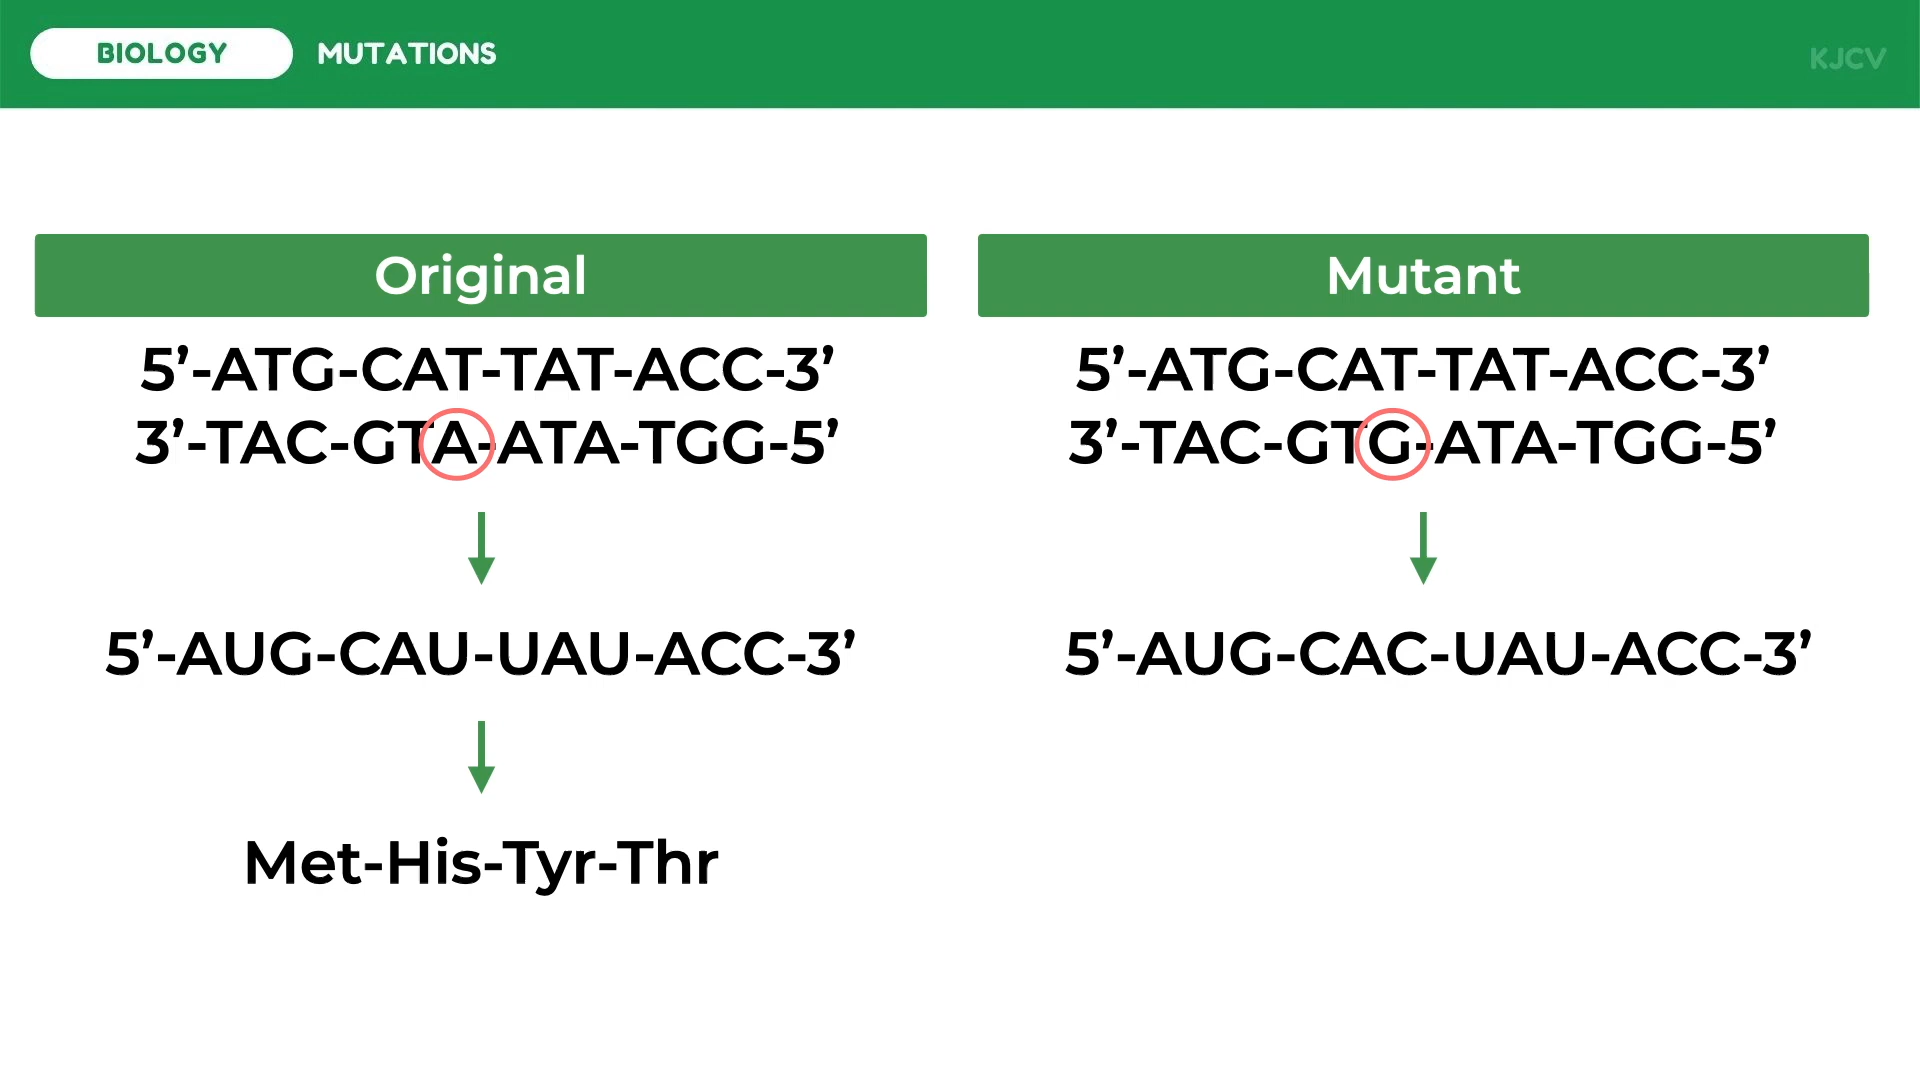 BIOLOGY MUTATIONS
KJCV
Original
5’-ATG-CAT-TAT-ACC-3’
3’-TAC-GTA-ATA-TGG-5’
5’-AUG-CAU-UAU-ACC-3’
Met-His-Tyr-Thr
Mutant
5’-ATG-CAT-TAT-ACC-3’
3’-TAC-GTG-ATA-TGG-5’
5’-AUG-CAC-UAU-ACC-3’